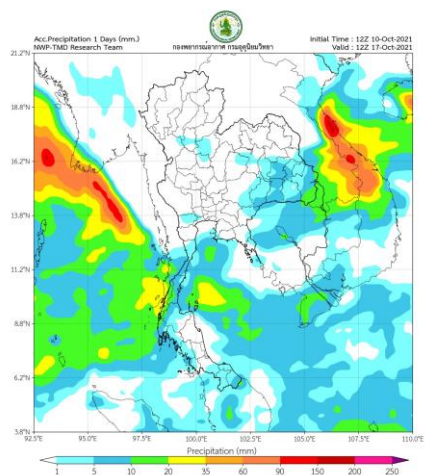 Acc.Precipitation 1 Days (mm.)
NWP-TMD Research Team
กองพยากรณ์อากาศ กรมอุตุนิยมวิทยา
Initial Time : 12Z 10-Oct-2021
Valid : 12Z 17-Oct-2021
21.2°N
18.8°N
16.2°N
13.8°N
11.2°N
8.8°N
6.2°N
3.8°N
92.5°E 95.0°E 97.5°E 100.0°E 102.5°E 105.0°E 107.5°E 110.0°E
Precipitation (mm)
1 5 10 20 35 60 90 150 200 250